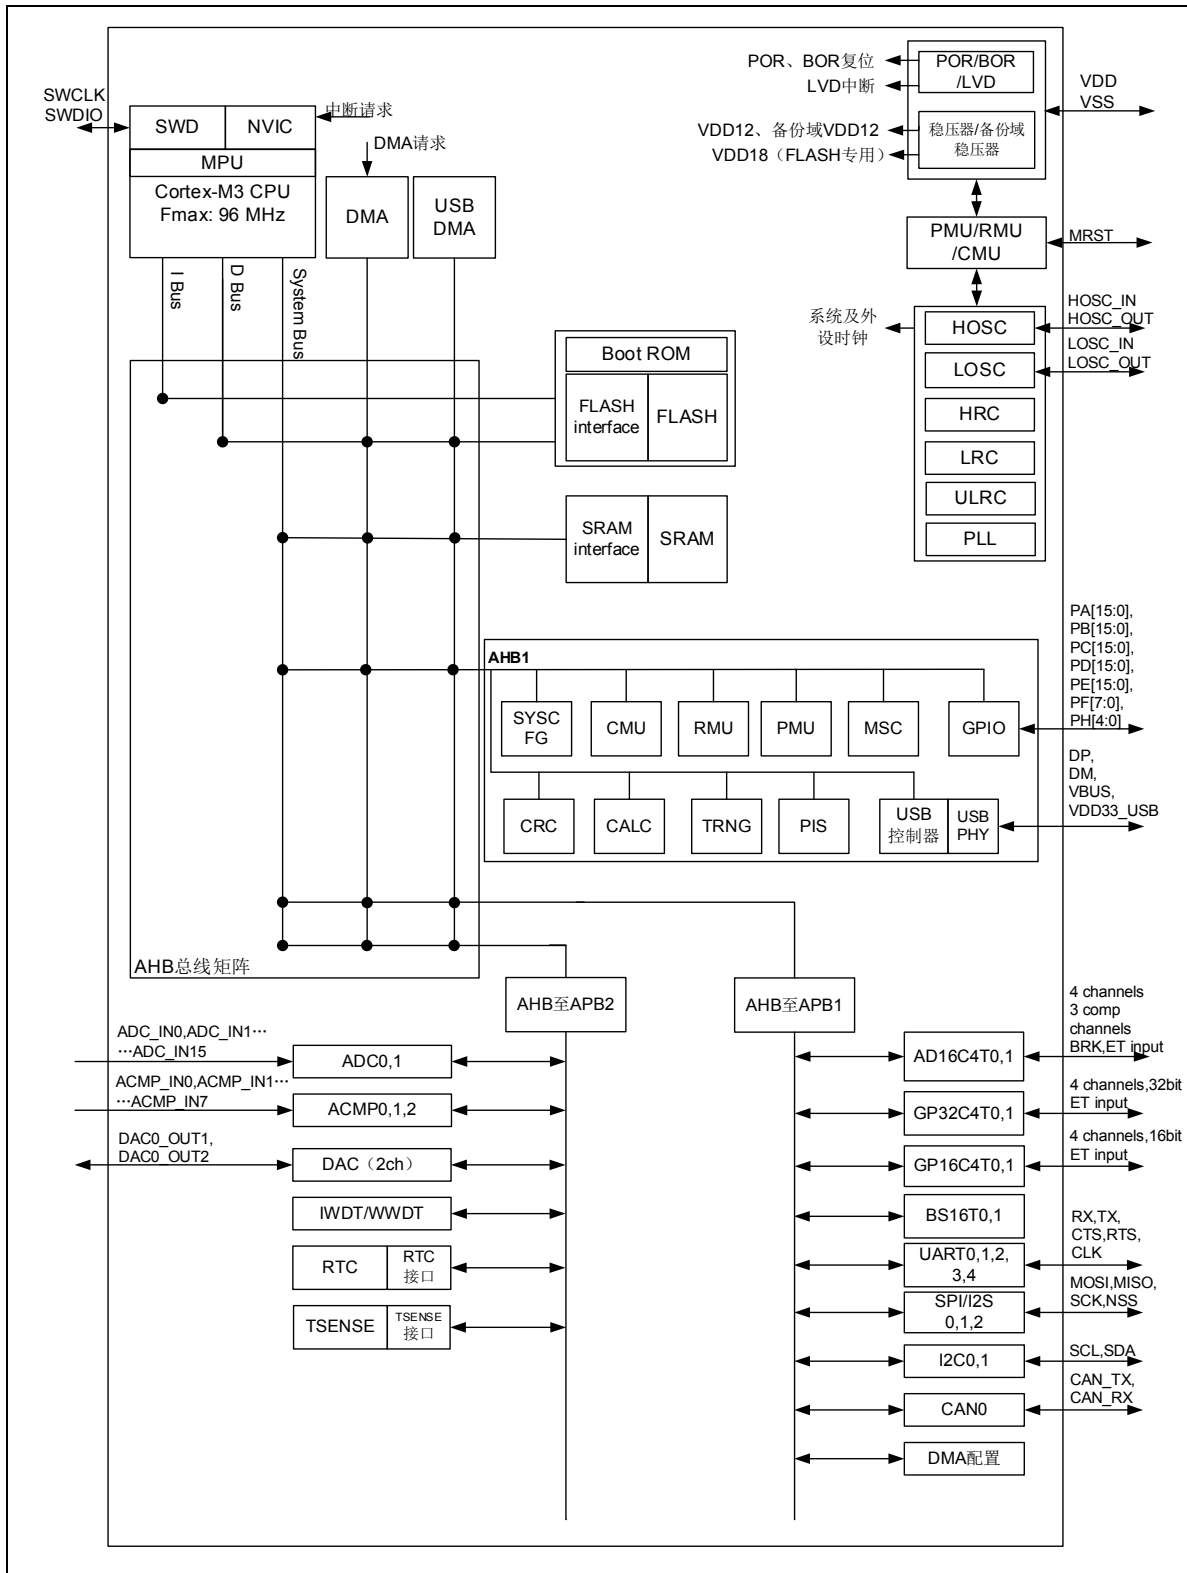 POR、BOR复位
LVD中断
POR/BOR
/LVD
VDD
VSS
SWCLK
SWDIO
SWD
NVIC
中断请求
VDD12、备份域VDD12
VDD18（FLASH专用）
稳压器/备份域
稳压器
DMA请求
MPU
Cortex-M3 CPU
Fmax: 96 MHz
DMA
USB
DMA
PMU/RMU
/CMU
MRST
I Bus
D Bus
System Bus
系统及外
设时钟
HOSC
HOSC_IN
HOSC_OUT
LOSC
LOSC_IN
LOSC_OUT
HRC
LRC
ULRC
PLL
Boot ROM
FLASH
interface
FLASH
SRAM
interface
SRAM
AHB1
SYSC
FG
CMU
RMU
PMU
MSC
GPIO
PA[15:0],
PB[15:0],
PC[15:0],
PD[15:0],
PE[15:0],
PF[7:0],
PH[4:0]
CRC
CALC
TRNG
PIS
USB
控制器
USB
PHY
DP,
DM,
VBUS,
VDD33_USB
AHB总线矩阵
AHB至APB2
AHB至APB1
ADC_IN0,ADC_IN1…
…ADC_IN15
ADC0,1
ACMP_IN0,ACMP_IN1…
…ACMP_IN7
ACMP0,1,2
DAC0_OUT1,
DAC0_OUT2
DAC（2ch）
IWDT/WWDT
RTC
RTC
接口
TSENSE
TSENSE
接口
AD16C4T0,1
4 channels
3 comp
channels
BRK,ET input
GP32C4T0,1
4 channels,32bit
ET input
GP16C4T0,1
4 channels,16bit
ET input
BS16T0,1
UART0,1,2,
3,4
RX,TX,
CTS,RTS,
CLK
SPI/I2S
0,1,2
MOSI,MISO,
SCK,NSS
I2C0,1
SCL,SDA
CAN0
CAN_TX,
CAN_RX
DMA配置